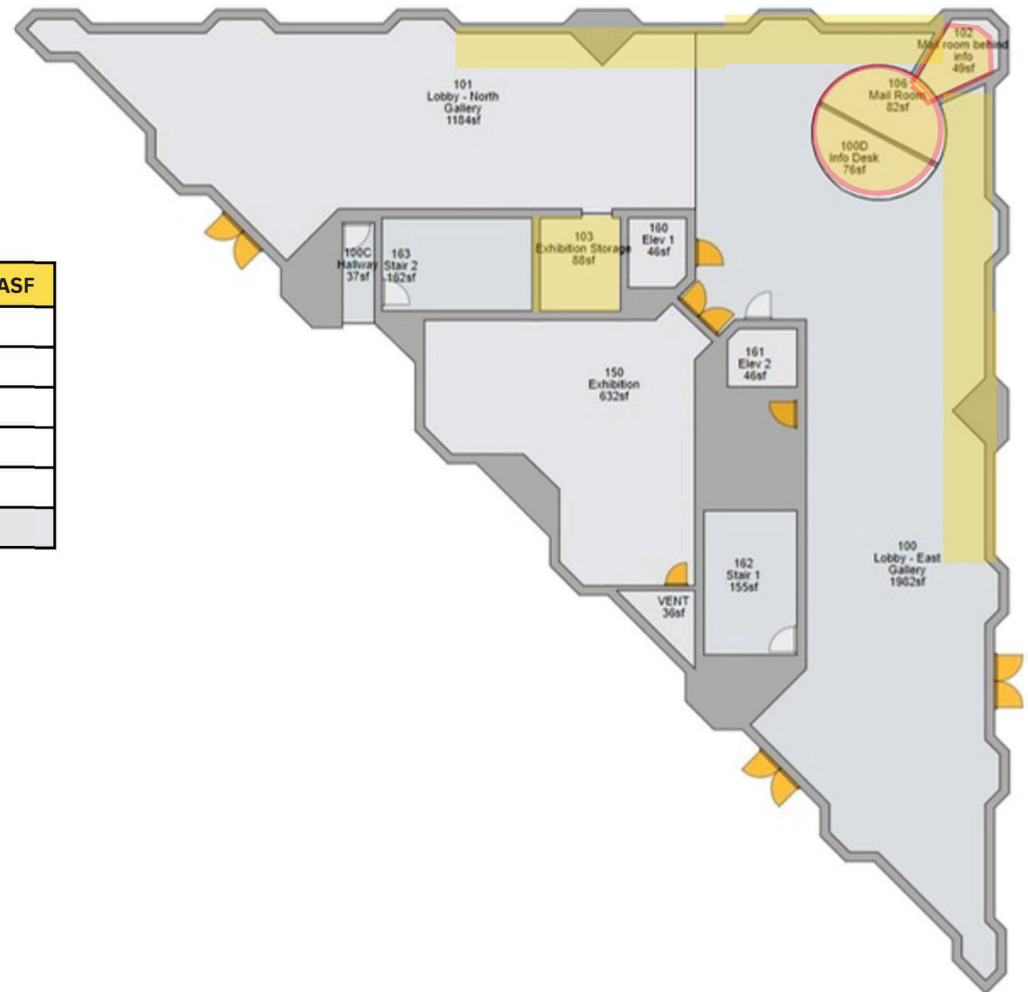 102
Mail room behind
info
49sf
101
Lobby - North
Gallery
1184sf
106
Mail Room
82sf
100D
Info Desk
76sf
100C
Hallway
37sf
163
Stair 2
162sf
103
Exhibition Storage
88sf
160
Elev 1
46sf
ASF
161
Elev 2
46sf
150
Exhibition
632sf
100
Lobby - East
Gallery
1982sf
162
Stair 1
155sf
VENT
36sf